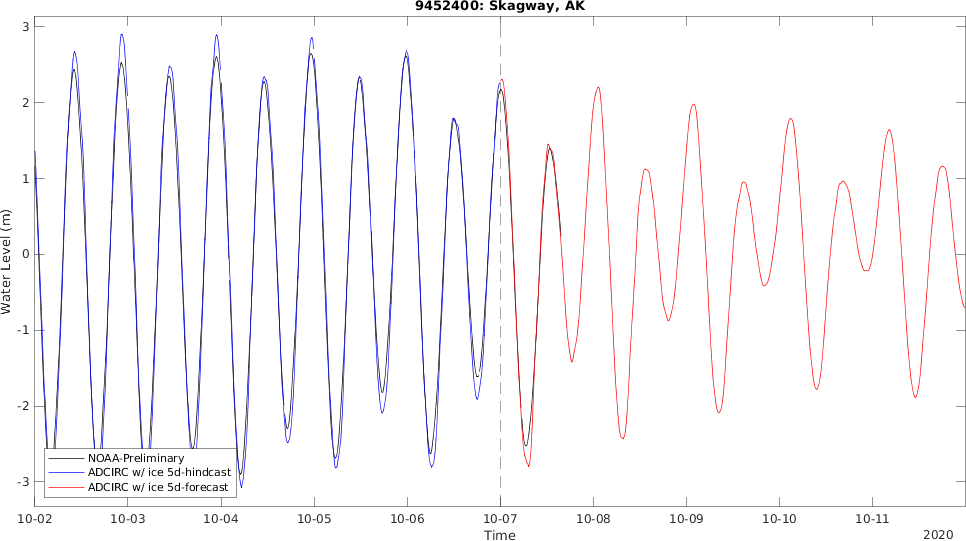 9452400: Skagway, AK
3
2
1
0
-1
-2
-3
Water Level (m)
NOAA-Preliminary
ADCIRC w/ ice 5d-hindcast
ADCIRC w/ ice 5d-forecast
10-02 10-03 10-04 10-05 10-06 10-07 10-08 10-09 10-10 10-11
Time
2020